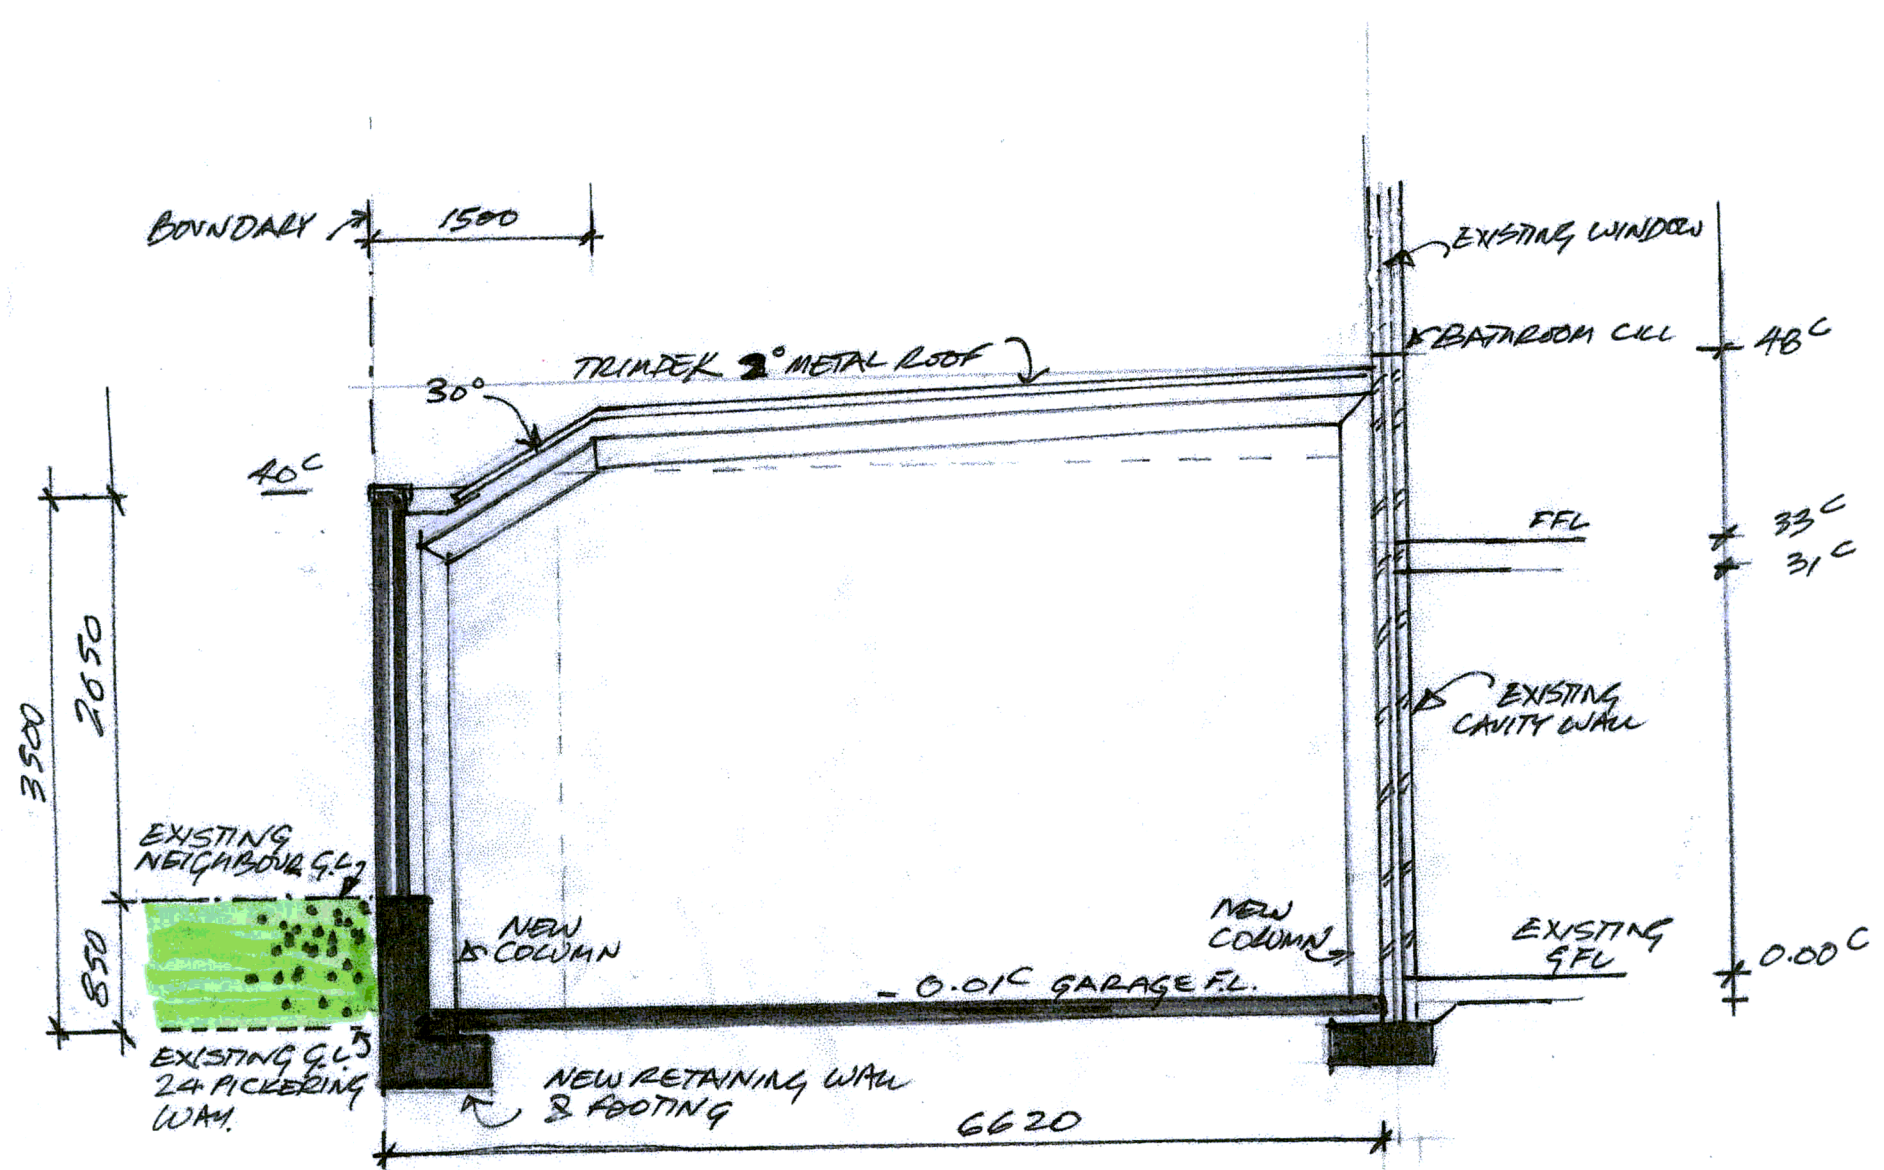 BOUNDARY
1500
EXISTING WINDOW
TRIMDEK 2° METAL ROOF
BATHROOM CILL
48C
30°
40C
FFL
33C
31C
2650
3500
EXISTING
CAVITY WALL
EXISTING
NEIGHBOUR G.L
850
NEW
COLUMN
NEW
COLUMN
EXISTING
GFL
0.00C
- 0.01C GARAGE F.L.
EXISTING G.L
24 PICKERING
WAY.
NEW RETAINING WALL
& FOOTING
6620